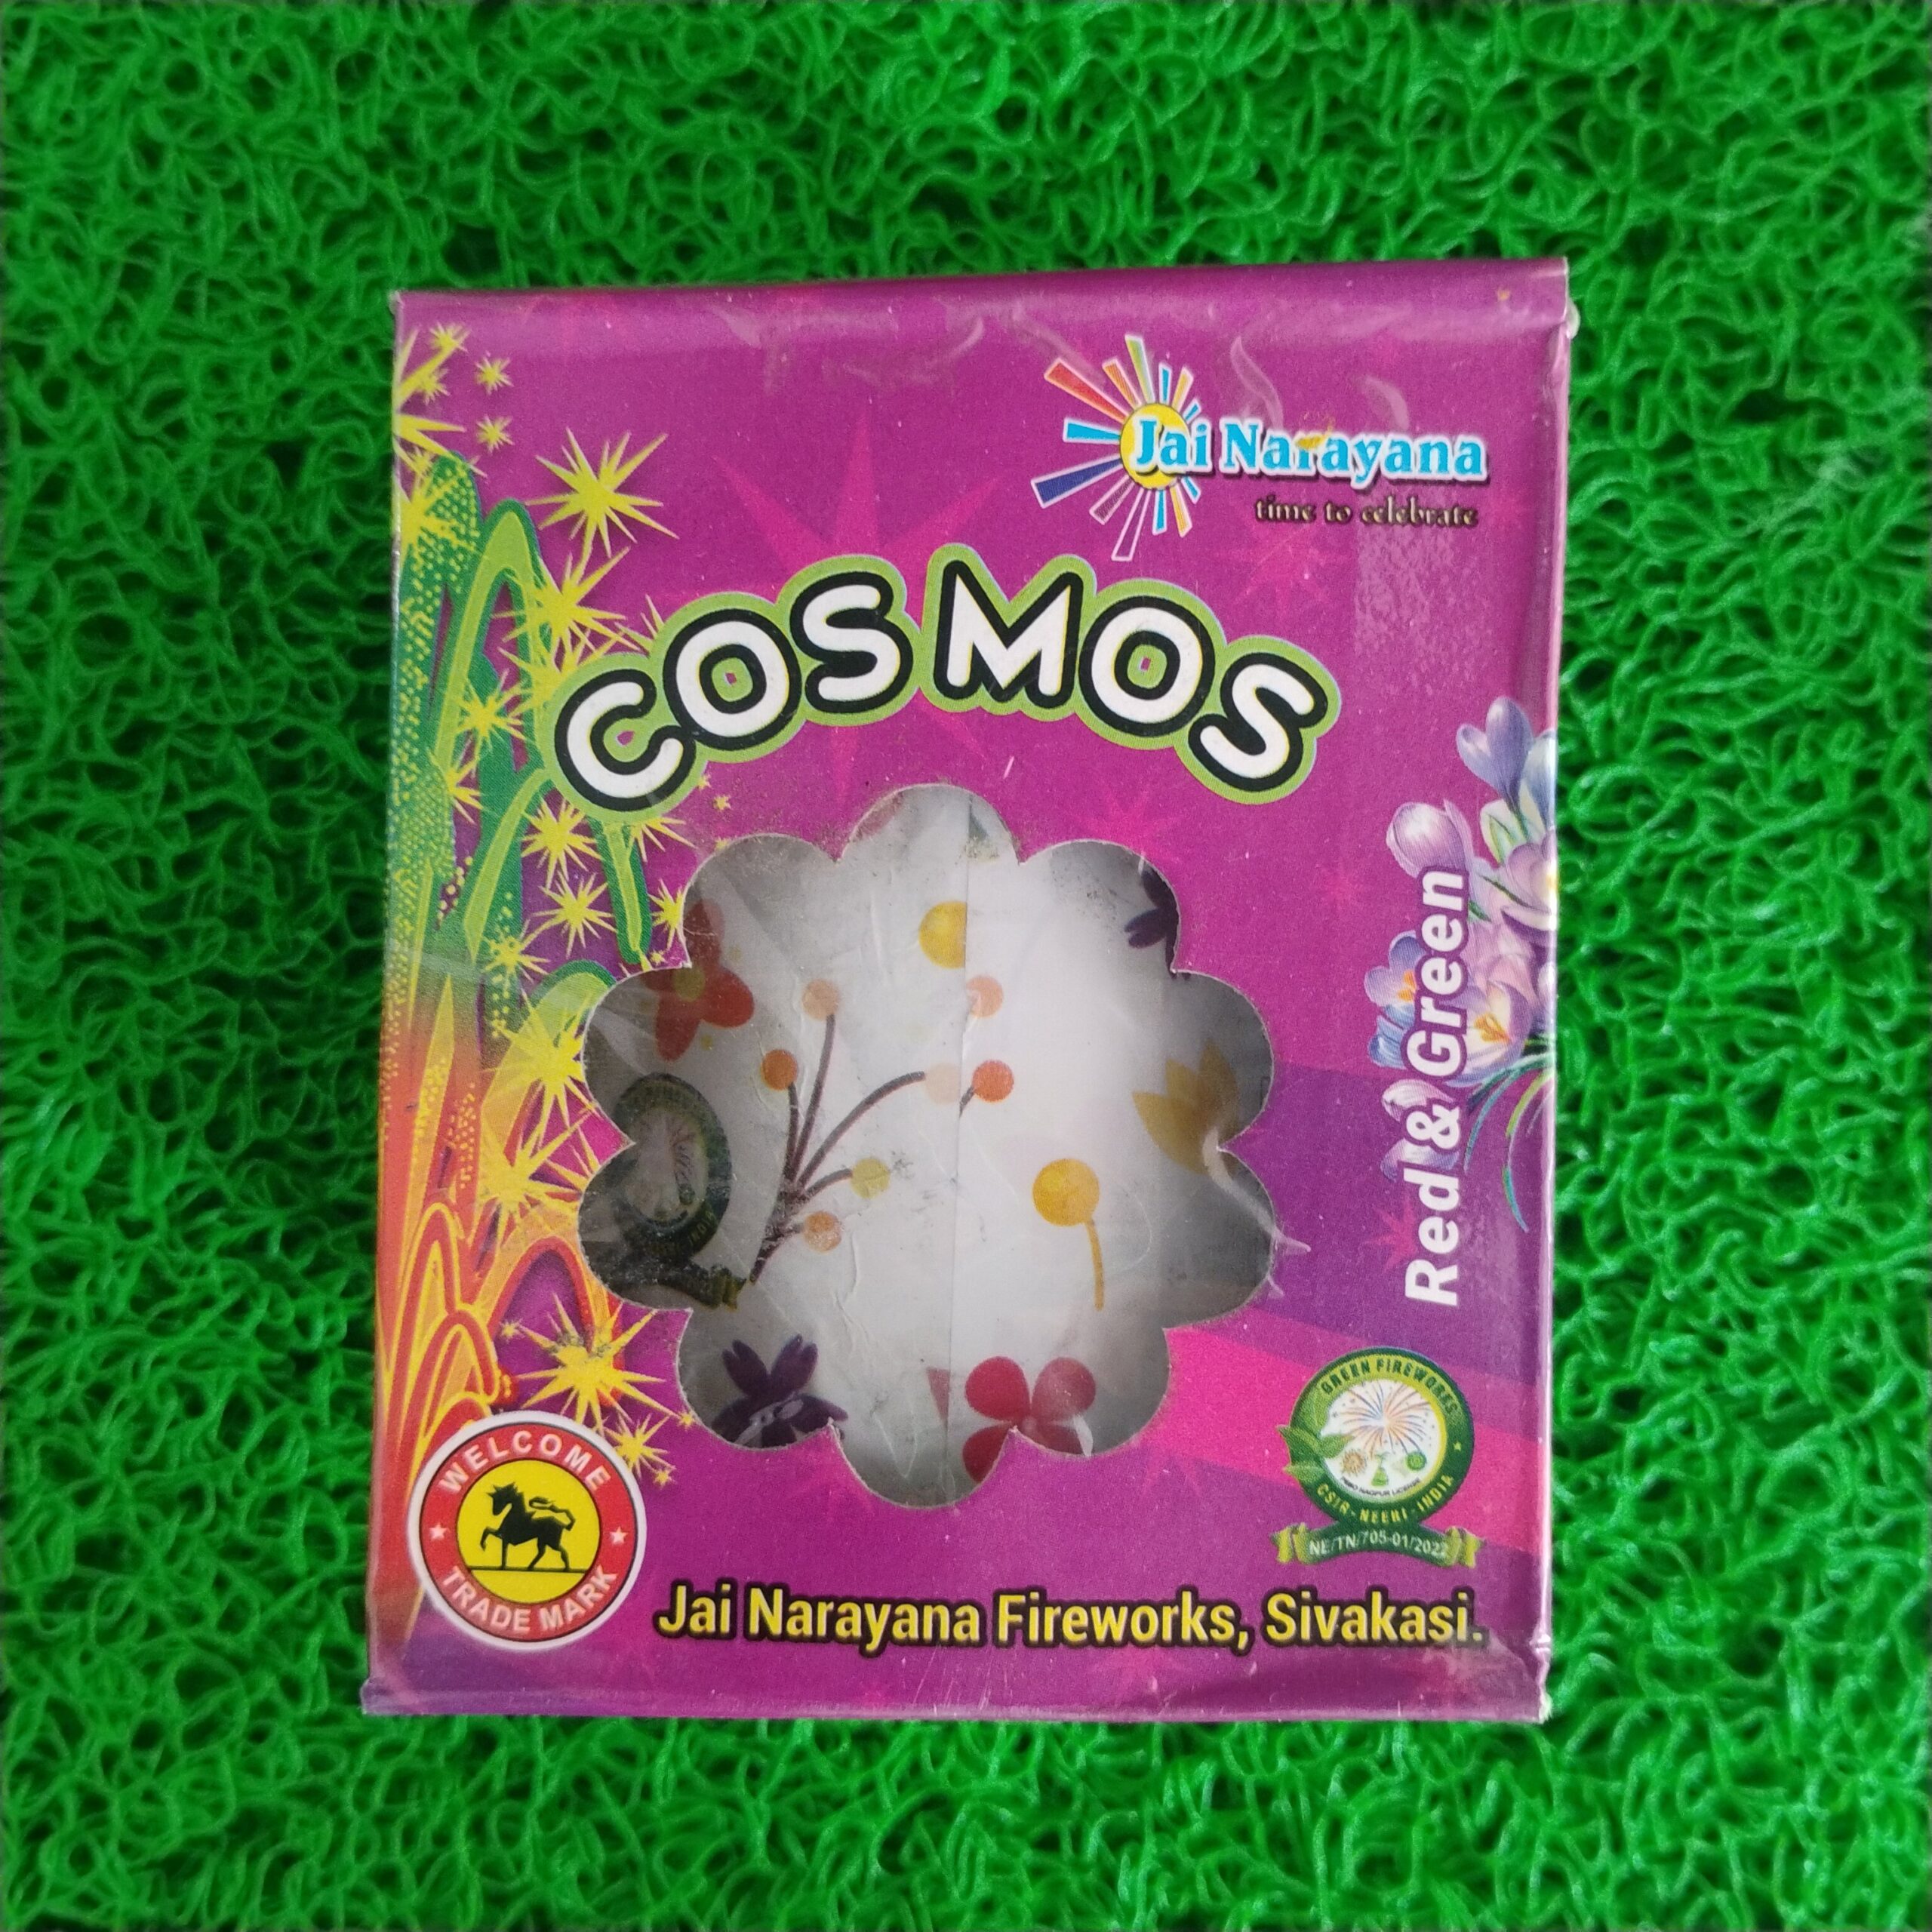 Jai Narayana
time to celebrate
COSMOS
Red & Green
GREEN FIREWORKS
CSIR-NEERI-INDIA
NE/TN/705-01/2022
WELCOME
TRADE MARK
Jai Narayana Fireworks, Sivakasi.